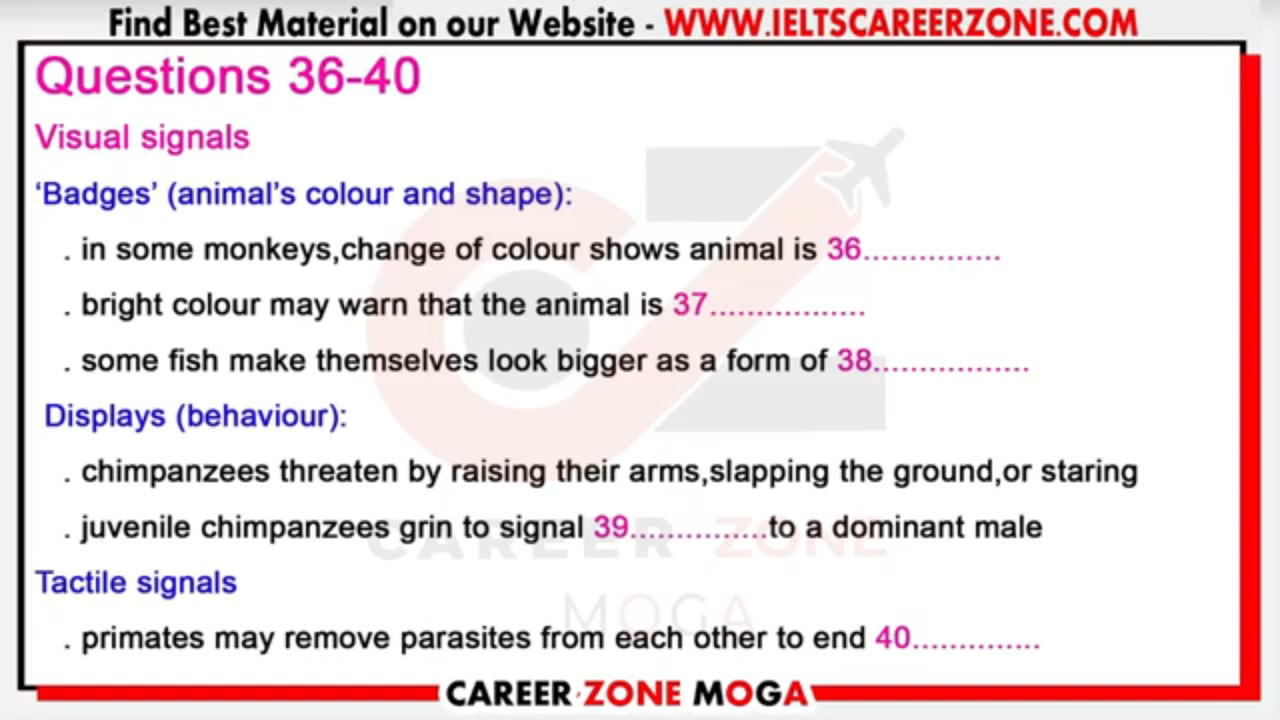 Find Best Material on our Website - WWW.IELTSCAREERZONE.COM
Questions 36-40
Visual signals
‘Badges’ (animal’s colour and shape):
. in some monkeys,change of colour shows animal is 36...............
. bright colour may warn that the animal is 37.................
. some fish make themselves look bigger as a form of 38.................
Displays (behaviour):
. chimpanzees threaten by raising their arms,slapping the ground,or staring
. juvenile chimpanzees grin to signal 39...............to a dominant male
CAREER ZONE
Tactile signals
MOGA
. primates may remove parasites from each other to end 40..............
CAREER ZONE MOGA